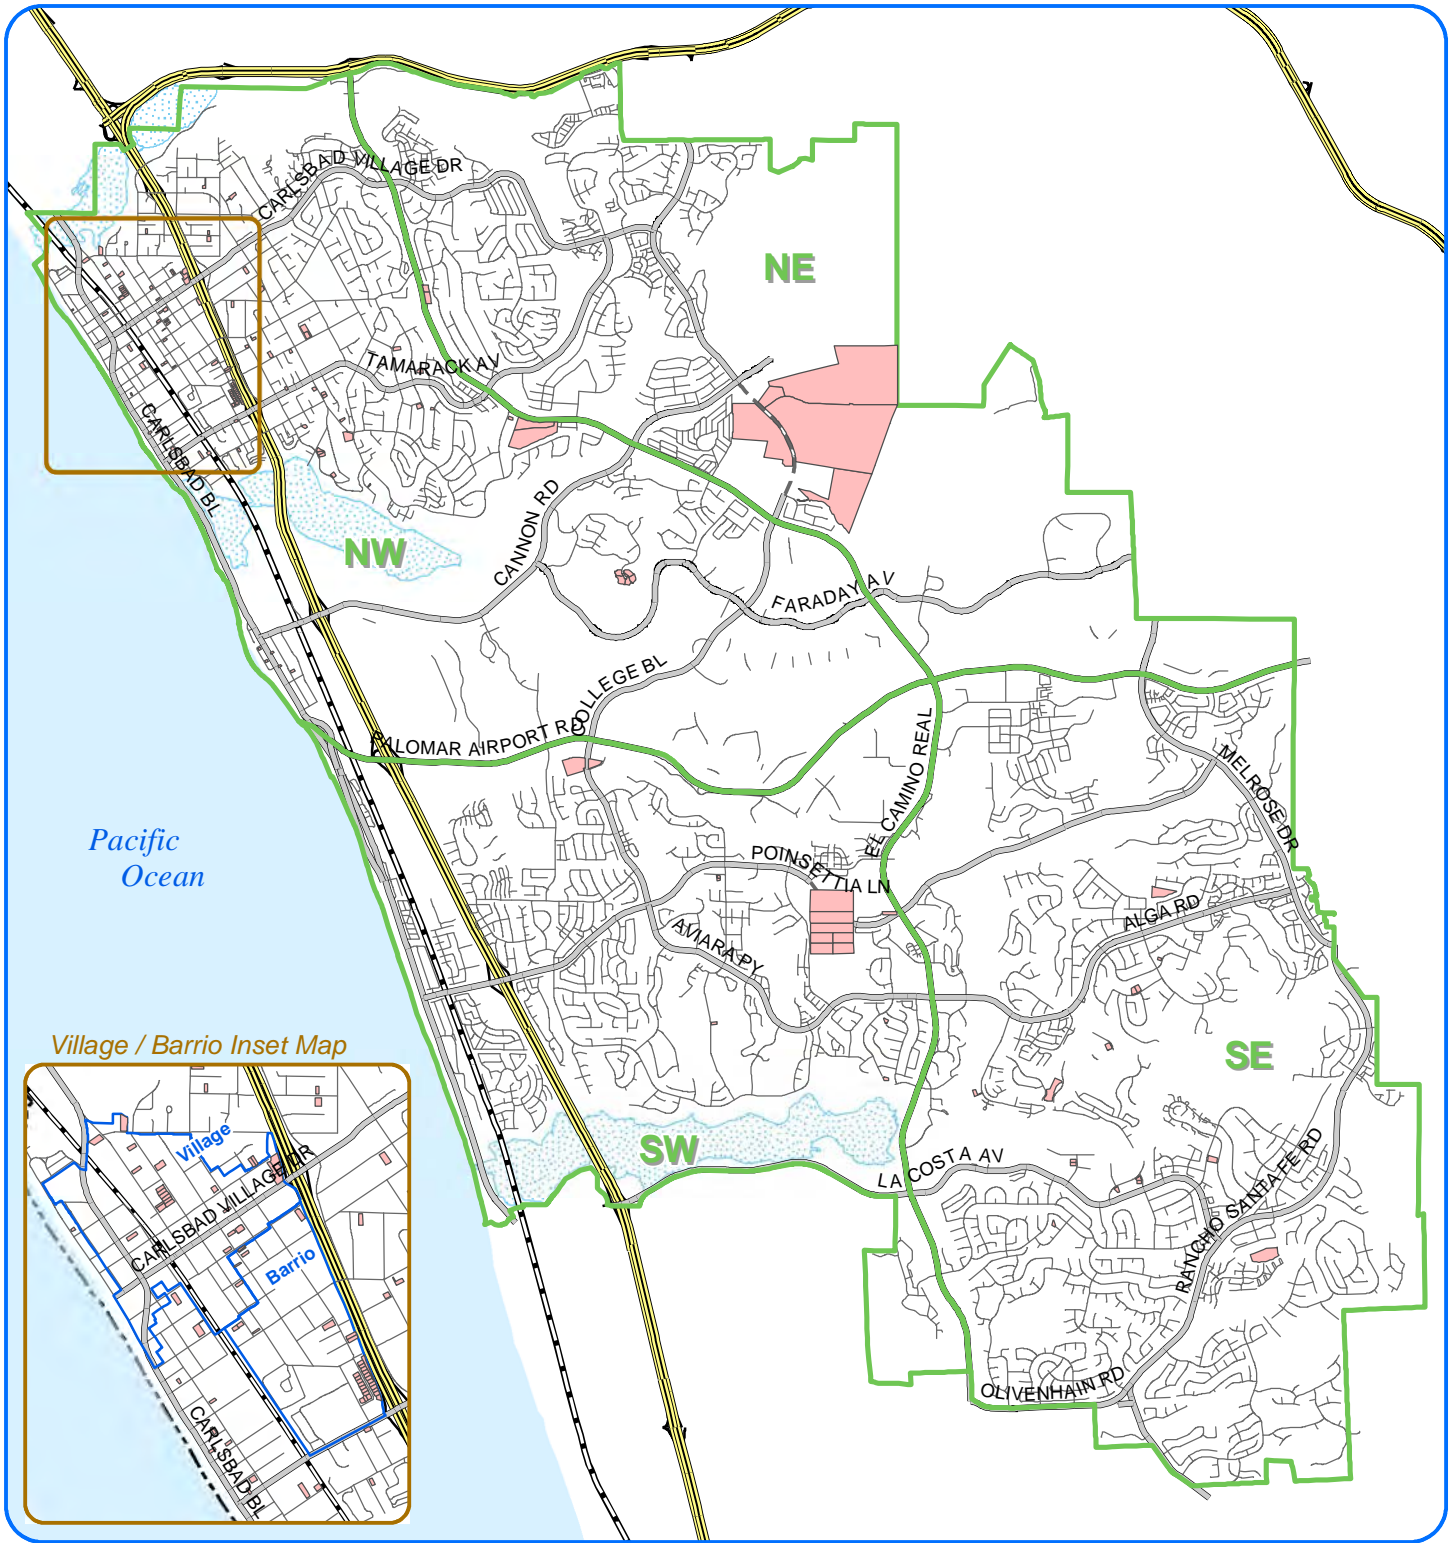 CARLSBAD VILLAGE DR
NE
TAMARACK AV
CARLSBAD BL
CANNON RD
NW
FARADAY AV
COLLEGE BL
PALOMAR AIRPORT RD
EL CAMINO REAL
MELROSE DR
Pacific
Ocean
POINSETTIA LN
ALGA RD
AVIARA PY
Village / Barrio Inset Map
SE
Village
CARLSBAD VILLAGE DR
Barrio
SW
LA COSTA AV
RANCHO SANTA FE RD
OLIVENHAIN RD
CARLSBAD BL